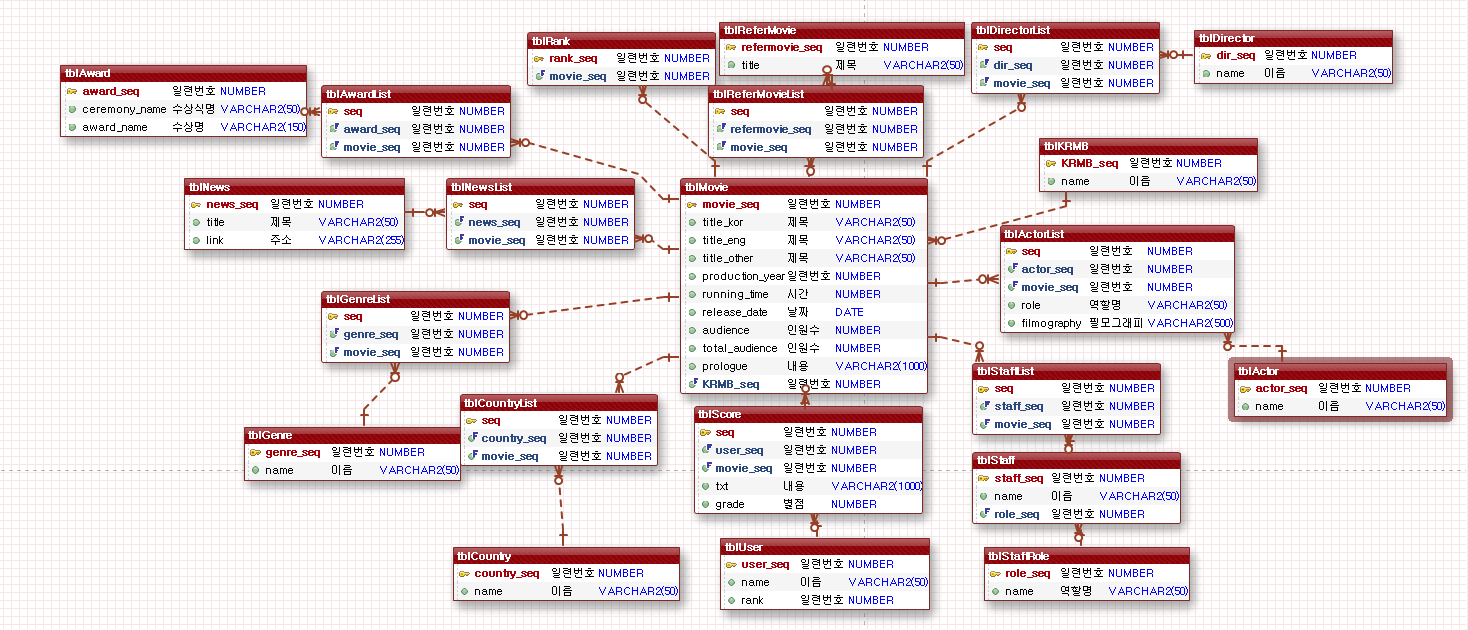 tblRank
rank_seq 일련번호 NUMBER
movie_seq 일련번호 NUMBER
tblReferMovie
refermovie_seq 일련번호 NUMBER
title 제목 VARCHAR2(50)
tblDirectorList
seq 일련번호 NUMBER
dir_seq 일련번호 NUMBER
movie_seq 일련번호 NUMBER
tblDirector
dir_seq 일련번호 NUMBER
name 이름 VARCHAR2(50)
tblAward
award_seq 일련번호 NUMBER
ceremony_name 수상식명 VARCHAR2(50)
award_name 수상명 VARCHAR2(150)
tblAwardList
seq 일련번호 NUMBER
award_seq 일련번호 NUMBER
movie_seq 일련번호 NUMBER
tblReferMovieList
seq 일련번호 NUMBER
refermovie_seq 일련번호 NUMBER
movie_seq 일련번호 NUMBER
tblKRMB
KRMB_seq 일련번호 NUMBER
name 이름 VARCHAR2(50)
tblNews
news_seq 일련번호 NUMBER
title 제목 VARCHAR2(50)
link 주소 VARCHAR2(255)
tblNewsList
seq 일련번호 NUMBER
news_seq 일련번호 NUMBER
movie_seq 일련번호 NUMBER
tblMovie
movie_seq 일련번호 NUMBER
title_kor 제목 VARCHAR2(50)
title_eng 제목 VARCHAR2(50)
title_other 제목 VARCHAR2(50)
production_year 일련번호 NUMBER
running_time 시간 NUMBER
release_date 날짜 DATE
audience 인원수 NUMBER
total_audience 인원수 NUMBER
prologue 내용 VARCHAR2(1000)
KRMB_seq 일련번호 NUMBER
tblActorList
seq 일련번호 NUMBER
actor_seq 일련번호 NUMBER
movie_seq 일련번호 NUMBER
role 역할명 VARCHAR2(50)
filmography 필모그래피 VARCHAR2(500)
tblGenreList
seq 일련번호 NUMBER
genre_seq 일련번호 NUMBER
movie_seq 일련번호 NUMBER
tblStaffList
seq 일련번호 NUMBER
staff_seq 일련번호 NUMBER
movie_seq 일련번호 NUMBER
tblActor
actor_seq 일련번호 NUMBER
name 이름 VARCHAR2(50)
tblCountryList
seq 일련번호 NUMBER
country_seq 일련번호 NUMBER
movie_seq 일련번호 NUMBER
tblScore
seq 일련번호 NUMBER
user_seq 일련번호 NUMBER
movie_seq 일련번호 NUMBER
txt 내용 VARCHAR2(1000)
grade 별점 NUMBER
tblGenre
genre_seq 일련번호 NUMBER
name 이름 VARCHAR2(50)
tblStaff
staff_seq 일련번호 NUMBER
name 이름 VARCHAR2(50)
role_seq 일련번호 NUMBER
tblCountry
country_seq 일련번호 NUMBER
name 이름 VARCHAR2(50)
tblUser
user_seq 일련번호 NUMBER
name 이름 VARCHAR2(50)
rank 일련번호 NUMBER
tblStaffRole
role_seq 일련번호 NUMBER
name 역할명 VARCHAR2(50)